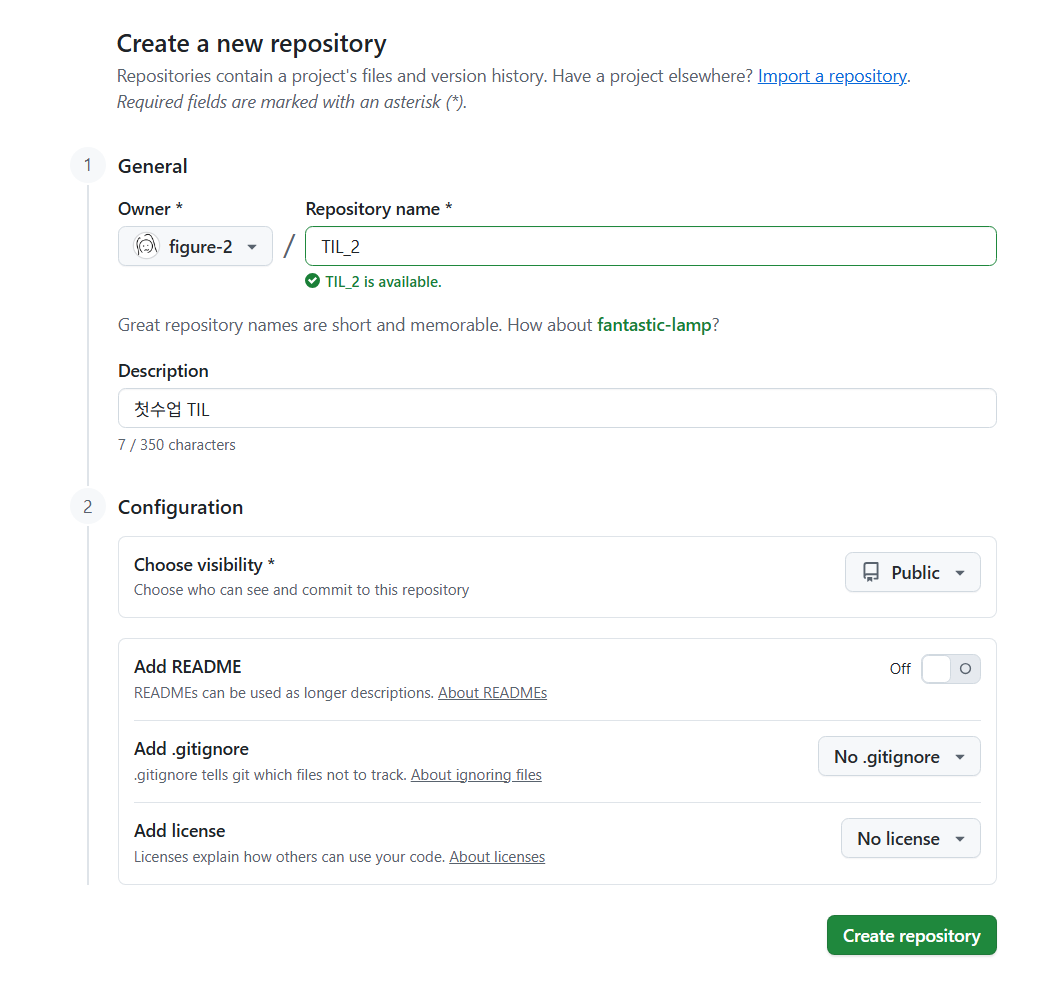 Create a new repository
Repositories contain a project's files and version history. Have a project elsewhere? Import a repository.
Required fields are marked with an asterisk (*).
1 General
Owner * Repository name *
figure-2 / TIL_2
TIL_2 is available.
Great repository names are short and memorable. How about fantastic-lamp?
Description
첫수업 TIL
7 / 350 characters
2 Configuration
Choose visibility *
Choose who can see and commit to this repository
Public
Add README
READMEs can be used as longer descriptions. About READMEs
Off
Add .gitignore
.gitignore tells git which files not to track. About ignoring files
No .gitignore
Add license
Licenses explain how others can use your code. About licenses
No license
Create repository